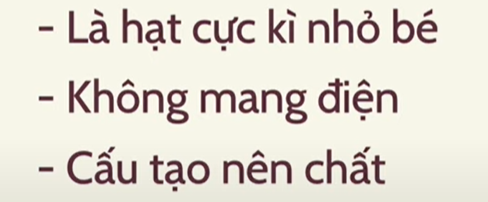 - Là hạt cực kì nhỏ bé
- Không mang điện
- Cấu tạo nên chất